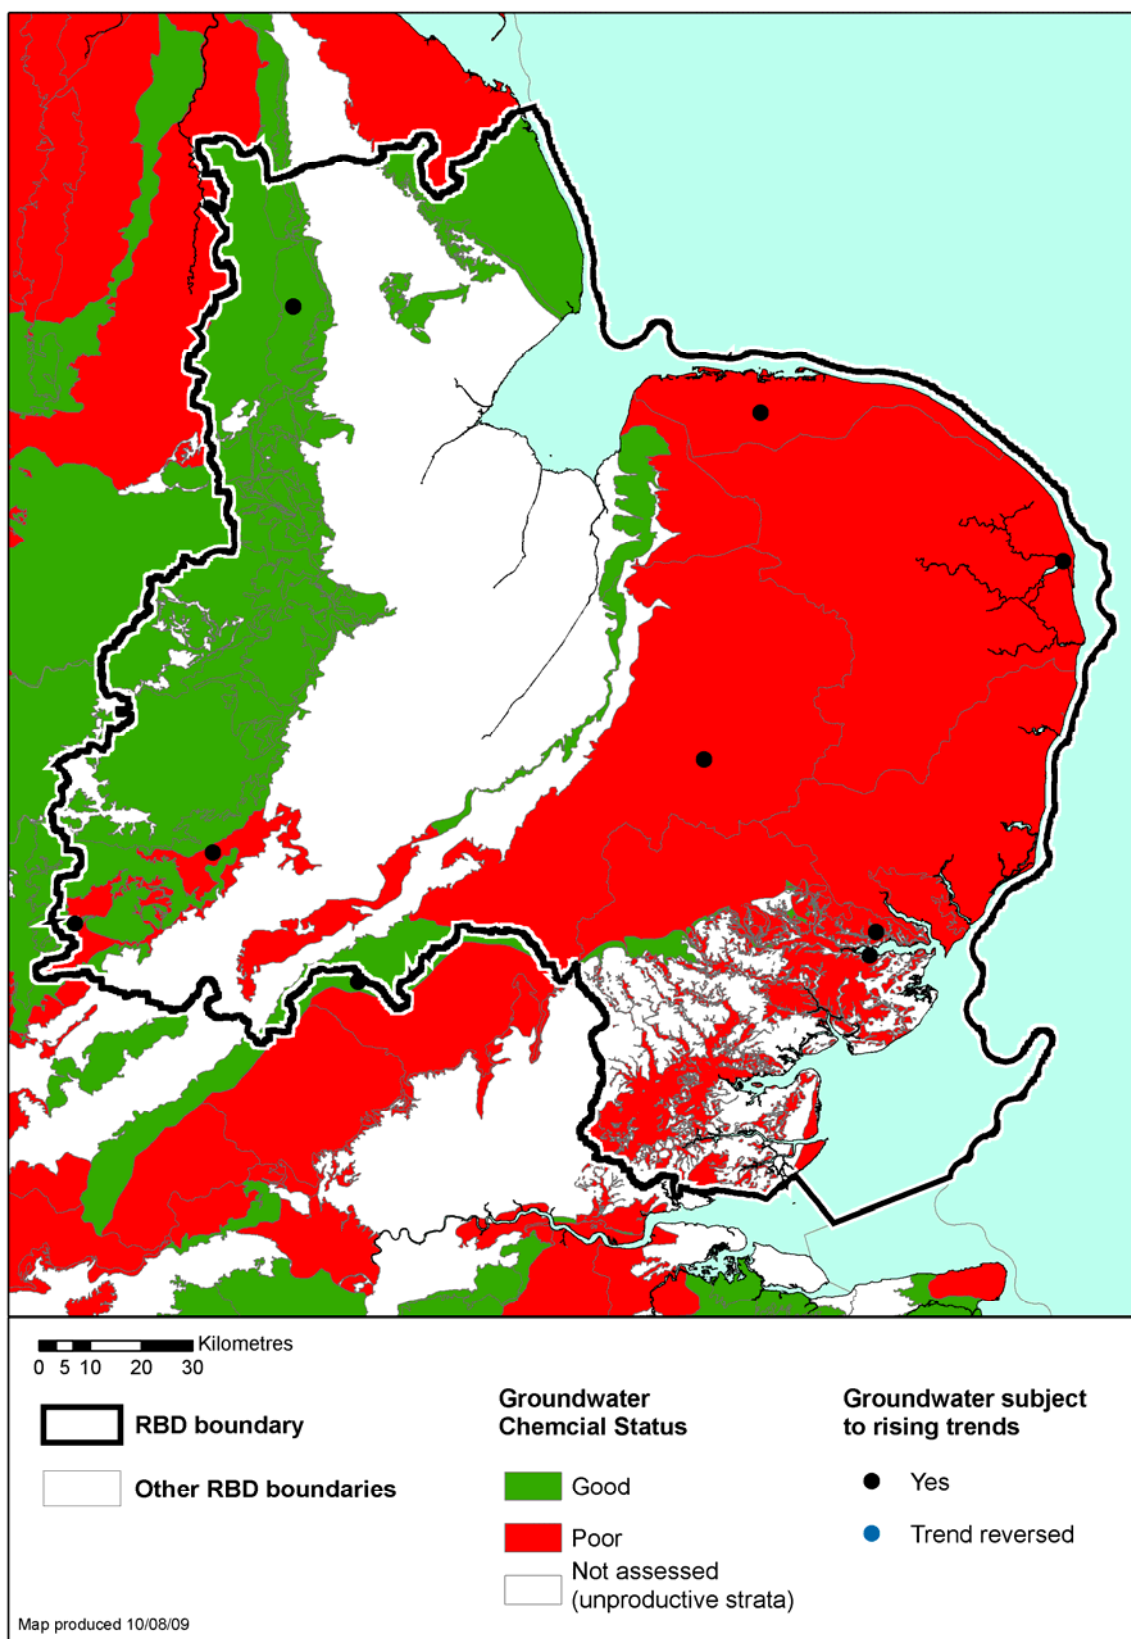 Kilometres
0 5 10 20 30
RBD boundary
Other RBD boundaries
Groundwater
Chemcial Status
Good
Poor
Not assessed
(unproductive strata)
Groundwater subject
to rising trends
Yes
Trend reversed
Map produced 10/08/09